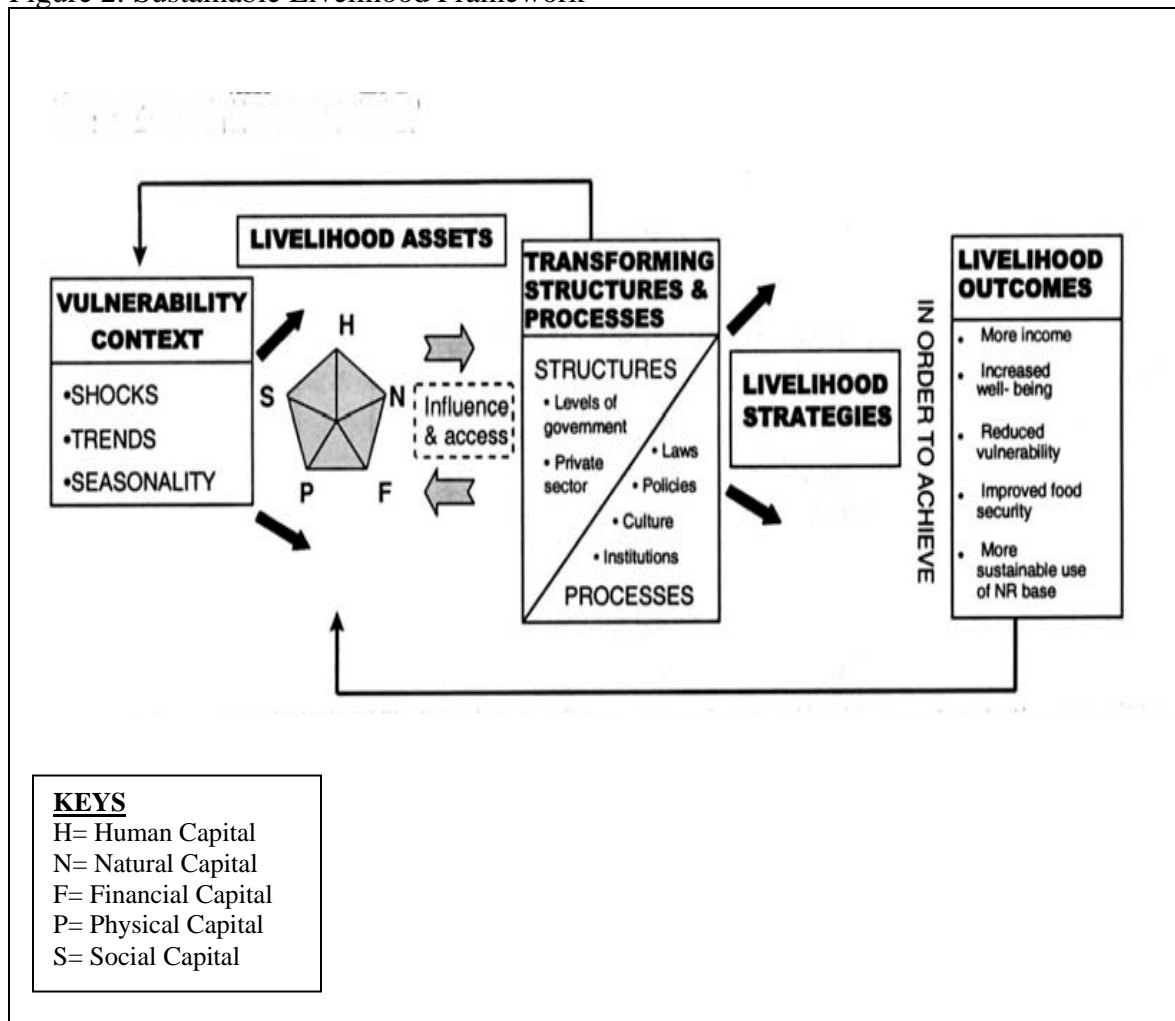 Figure 2: Sustainable Livelihood Framework
LIVELIHOOD ASSETS
VULNERABILITY
CONTEXT
•SHOCKS
•TRENDS
•SEASONALITY
H
S
N
P
F
Influence
& access
TRANSFORMING
STRUCTURES &
PROCESSES
STRUCTURES
• Levels of
government
• Private
sector
• Laws
• Policies
• Culture
• Institutions
PROCESSES
LIVELIHOOD
STRATEGIES
IN ORDER TO ACHIEVE
LIVELIHOOD
OUTCOMES
• More income
• Increased
well- being
• Reduced
vulnerability
• Improved food
security
• More
sustainable use
of NR base
KEYS
H= Human Capital
N= Natural Capital
F= Financial Capital
P= Physical Capital
S= Social Capital